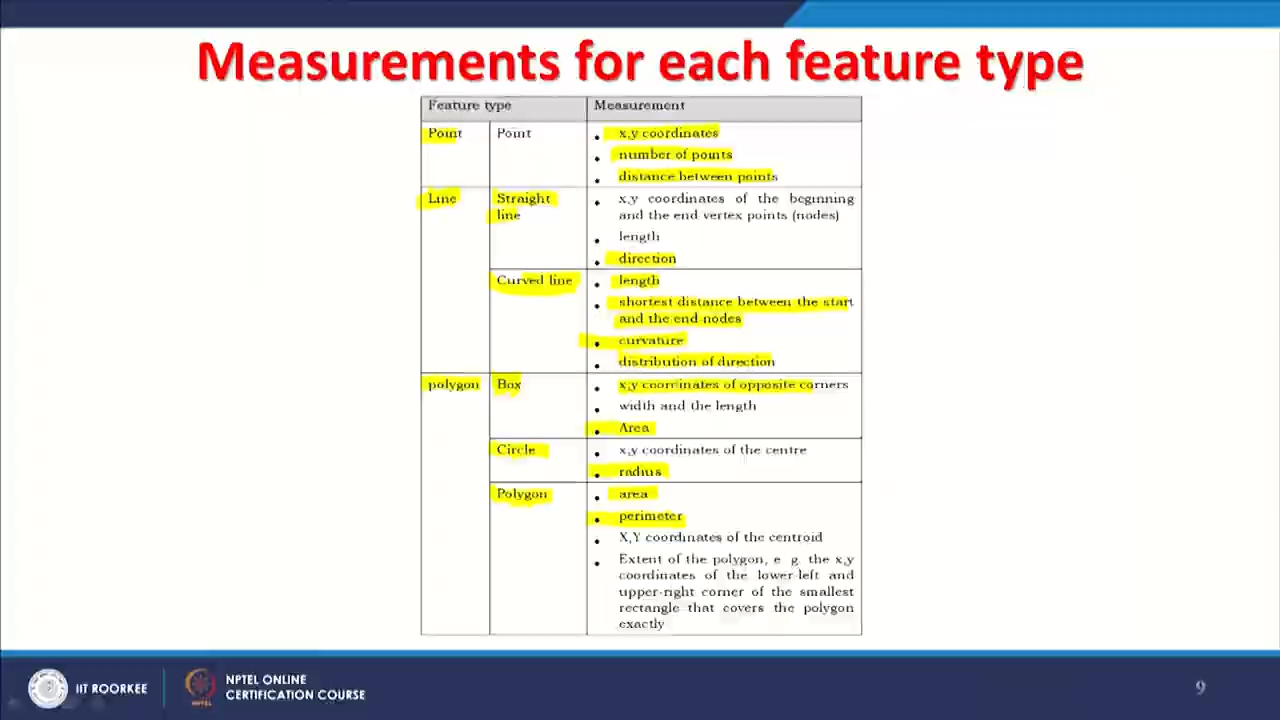 Measurements for each feature type
Feature type Measurement
Point Point • x,y coordinates
• number of points
• distance between points
Line Straight line • x,y coordinates of the beginning
and the end vertex points (nodes)
• length
• direction
Curved line • length
• shortest distance between the start
and the end nodes
• curvature
• distribution of direction
polygon Box • x,y coordinates of opposite corners
• width and the length
• Area
Circle • x,y coordinates of the centre
• radius
Polygon • area
• perimeter
• X,Y coordinates of the centroid
• Extent of the polygon, e g. the x,y
coordinates of the lower-left and
upper-right corner of the smallest
rectangle that covers the polygon
exactly
IIT ROORKEE
NPTEL ONLINE
CERTIFICATION COURSE
9